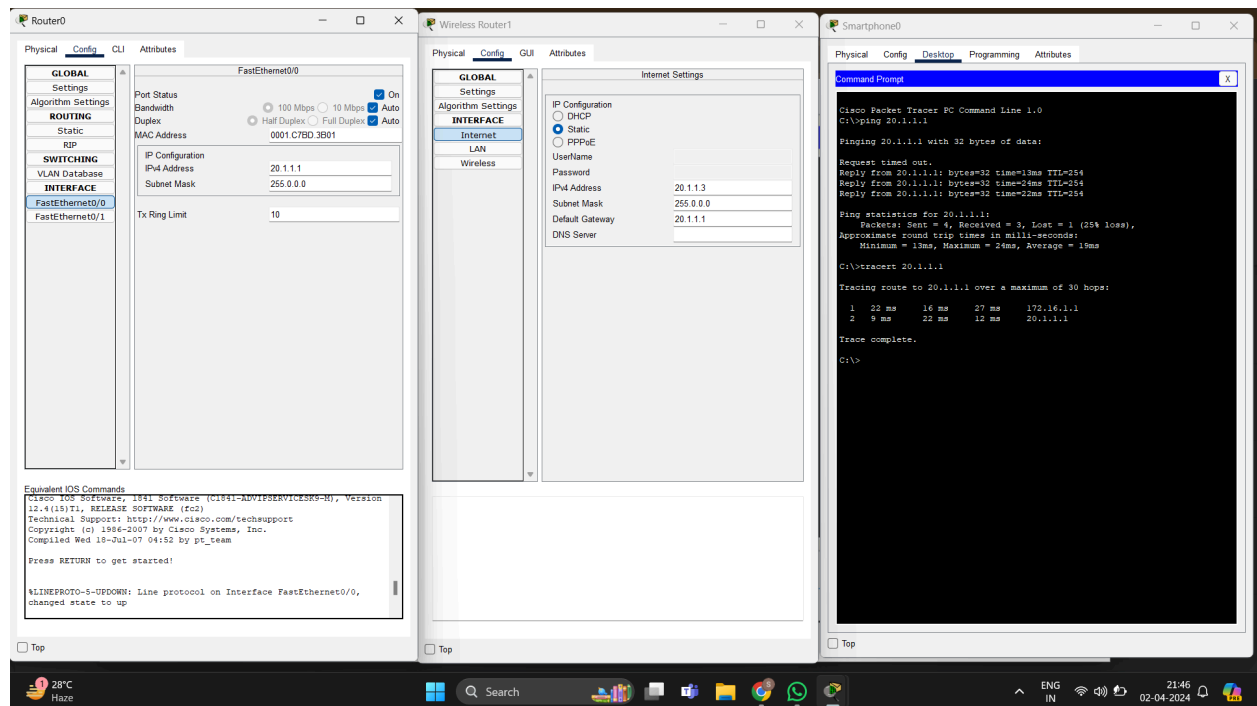 Router0
Physical Config CLI Attributes
GLOBAL
Settings
Algorithm Settings
ROUTING
Static
RIP
SWITCHING
VLAN Database
INTERFACE
FastEthernet0/0
FastEthernet0/1
FastEthernet0/0
Port Status On
Bandwidth 100 Mbps 10 Mbps Auto
Duplex Half Duplex Full Duplex Auto
MAC Address 0001.C7BD.3B01
IP Configuration
IPv4 Address 20.1.1.1
Subnet Mask 255.0.0.0
Tx Ring Limit 10
Equivalent IOS Commands
Cisco IOS Software, 1841 Software (C1841-ADVIPSERVICESK9-M), Version
12.4(15)T1, RELEASE SOFTWARE (fc2)
Technical Support: http://www.cisco.com/techsupport
Copyright (c) 1986-2007 by Cisco Systems, Inc.
Compiled Wed 18-Jul-07 04:52 by pt_team
Press RETURN to get started!
%LINEPROTO-5-UPDOWN: Line protocol on Interface FastEthernet0/0,
changed state to up
Top
Wireless Router1
Physical Config GUI Attributes
GLOBAL
Settings
Algorithm Settings
INTERFACE
Internet
LAN
Wireless
Internet Settings
IP Configuration
DHCP
Static
PPPoE
UserName
Password
IPv4 Address 20.1.1.3
Subnet Mask 255.0.0.0
Default Gateway 20.1.1.1
DNS Server
Top
Smartphone0
Physical Config Desktop Programming Attributes
Command Prompt X
Cisco Packet Tracer PC Command Line 1.0
C:\>ping 20.1.1.1
Pinging 20.1.1.1 with 32 bytes of data:
Request timed out.
Reply from 20.1.1.1: bytes=32 time=13ms TTL=254
Reply from 20.1.1.1: bytes=32 time=24ms TTL=254
Reply from 20.1.1.1: bytes=32 time=22ms TTL=254
Ping statistics for 20.1.1.1:
Packets: Sent = 4, Received = 3, Lost = 1 (25% loss),
Approximate round trip times in milli-seconds:
Minimum = 13ms, Maximum = 24ms, Average = 19ms
C:\>tracert 20.1.1.1
Tracing route to 20.1.1.1 over a maximum of 30 hops:
1 22 ms 16 ms 27 ms 172.16.1.1
2 9 ms 22 ms 12 ms 20.1.1.1
Trace complete.
C:\>
Top
1
28°C
Haze
Search
S
ENG
IN
21:46
02-04-2024
PRE